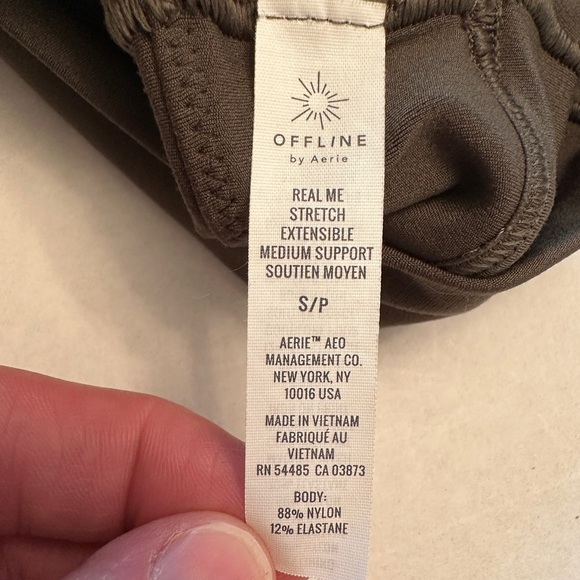 OFFLINE
by Aerie
REAL ME
STRETCH
EXTENSIBLE
MEDIUM SUPPORT
SOUTIEN MOYEN
S/P
AERIE™ AEO
MANAGEMENT CO.
NEW YORK, NY
10016 USA
MADE IN VIETNAM
FABRIQUÉ AU
VIETNAM
RN 54485 CA 03873
BODY:
88% NYLON
12% ELASTANE